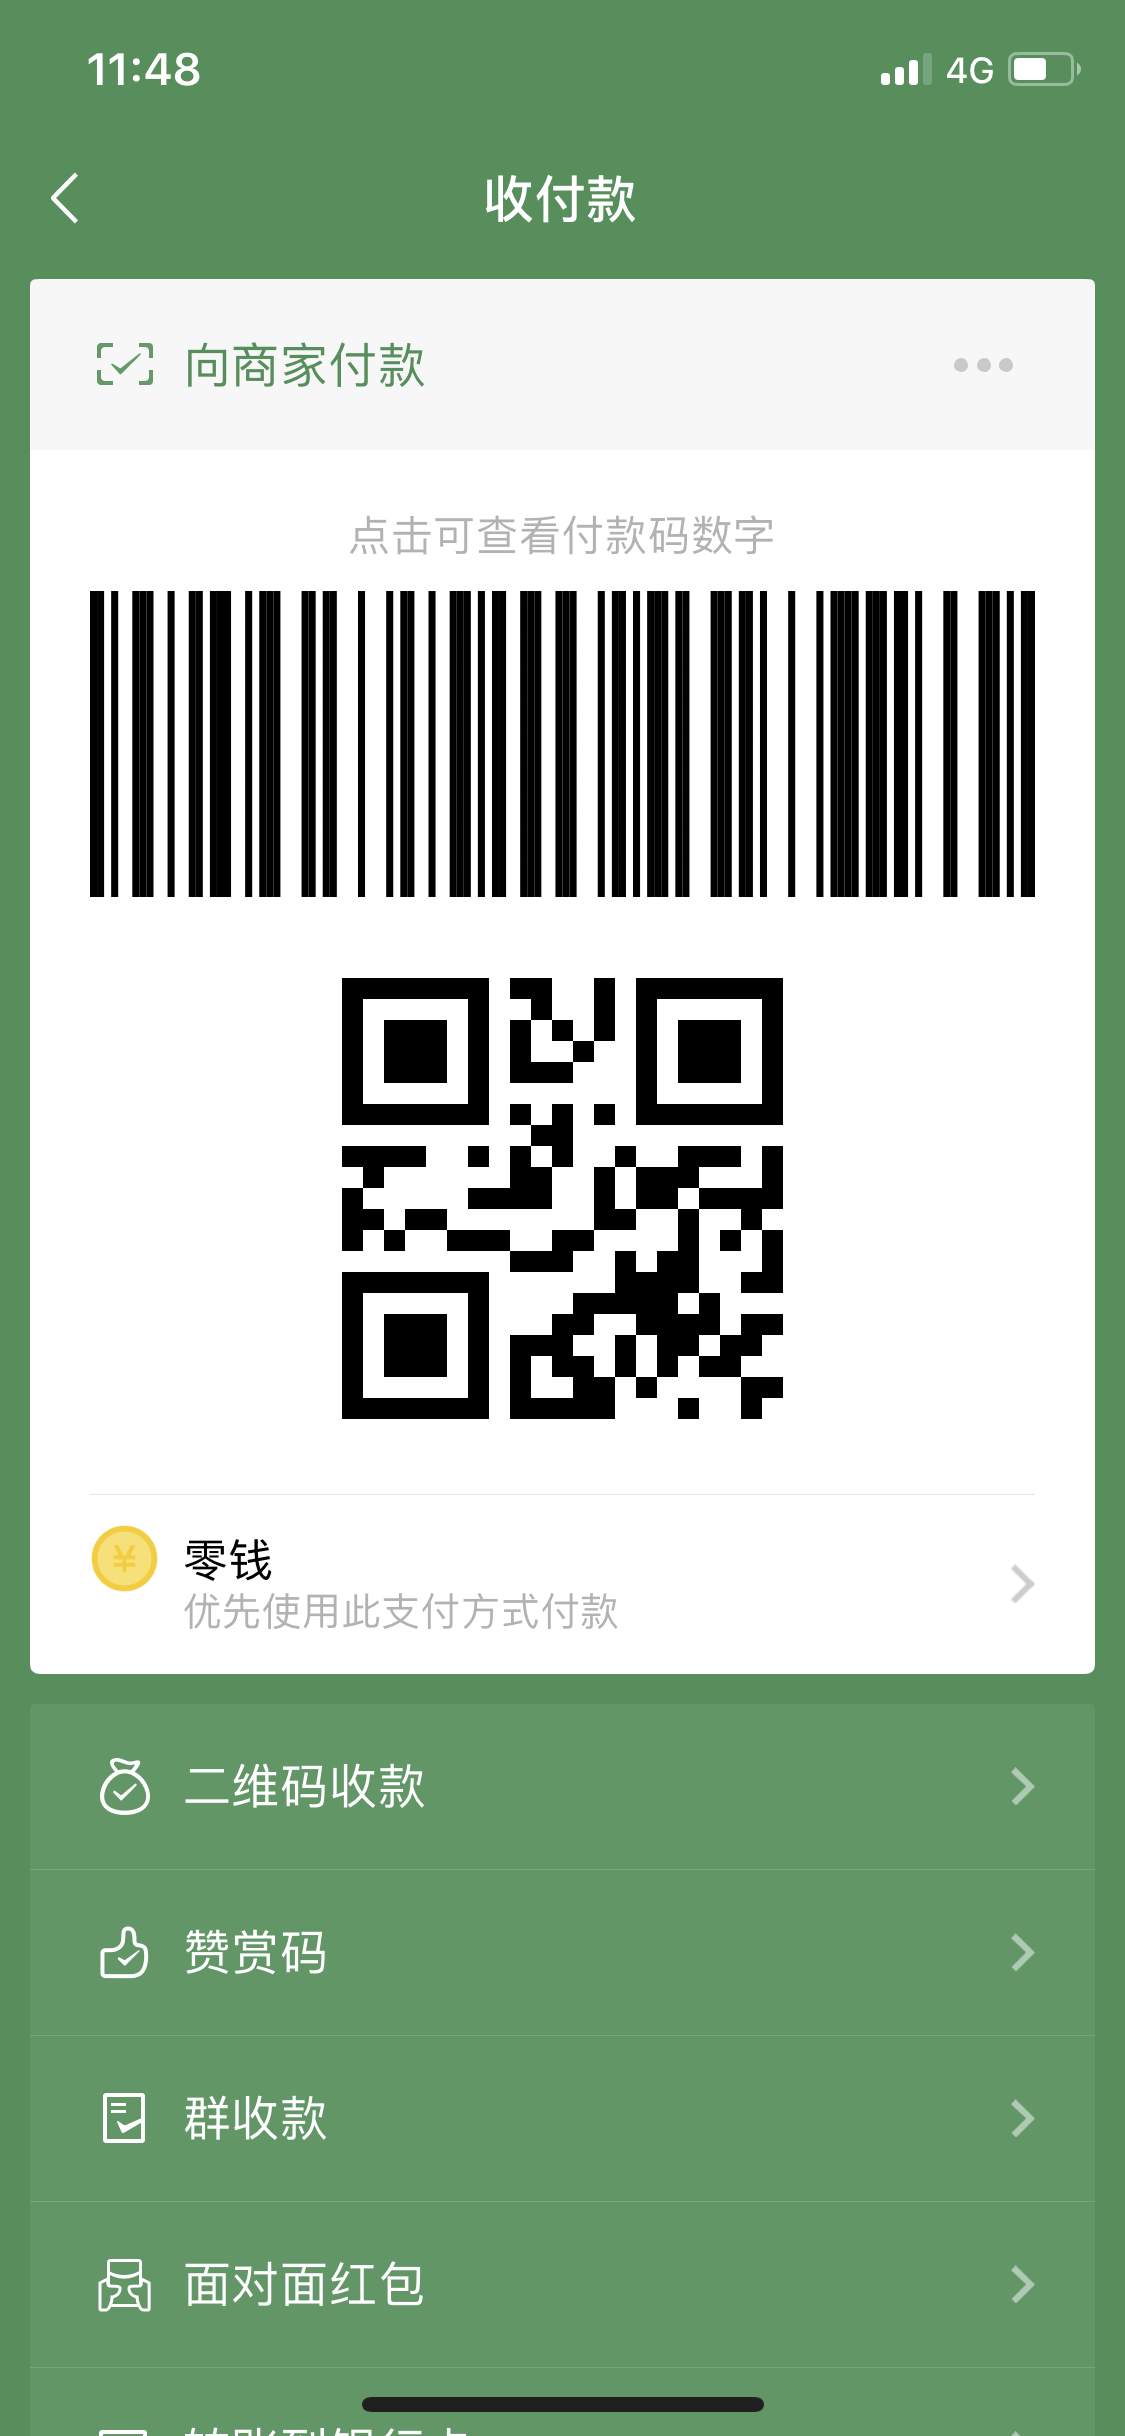 11:48
4G
收付款
向商家付款
点击可查看付款码数字
零钱
优先使用此支付方式付款
二维码收款
赞赏码
群收款
面对面红包